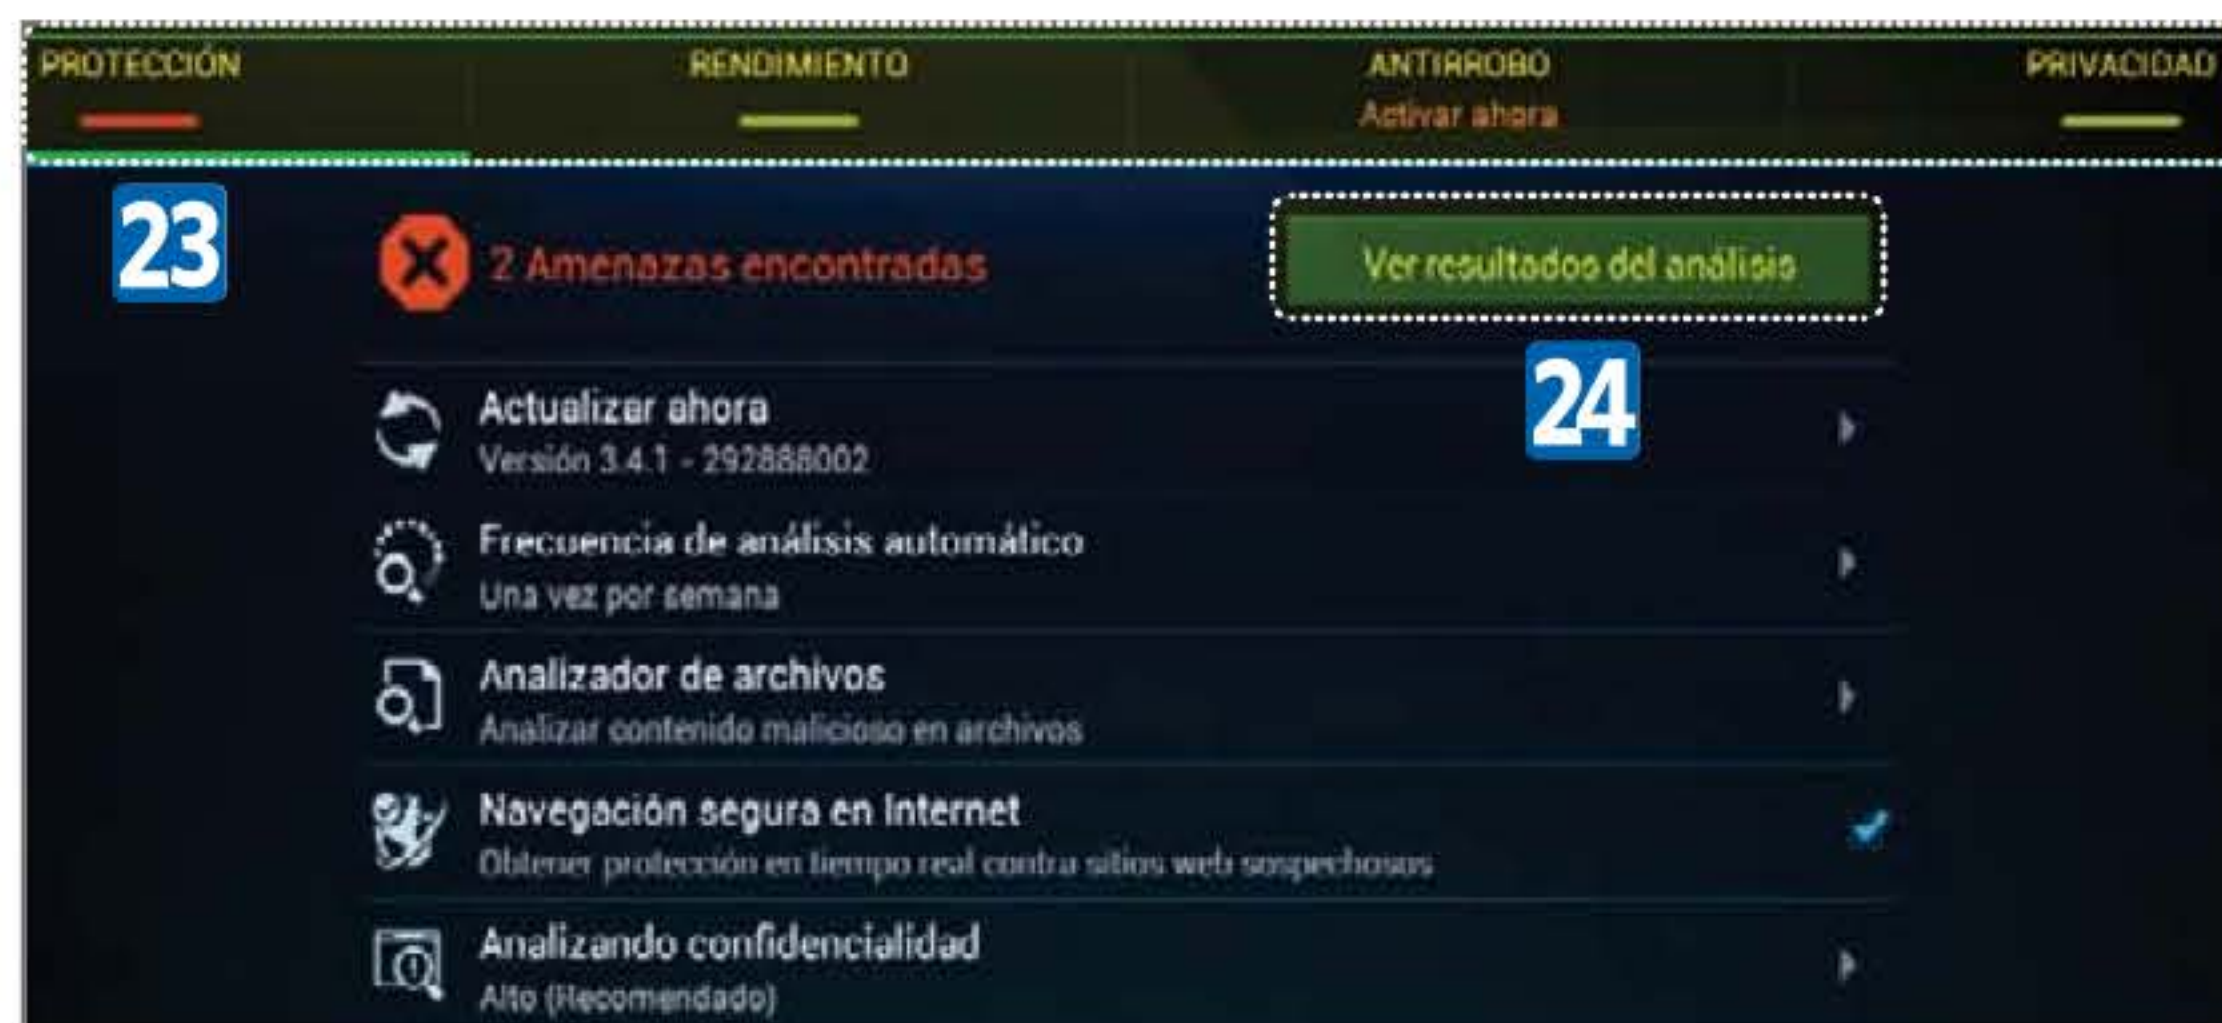 PROTECCIÓN RENDIMIENTO ANTIRROBO PRIVACIDAD
Activar ahora
23
2 Amenazas encontradas
Ver resultados del análisis
24
Actualizar ahora
Versión 3.4.1 - 292888002
Frecuencia de análisis automático
Una vez por semana
Analizador de archivos
Analizar contenido malicioso en archivos
Navegación segura en Internet
Obtener protección en tiempo real contra sitios web sospechosos
Analizando confidencialidad
Alto (Recomendado)